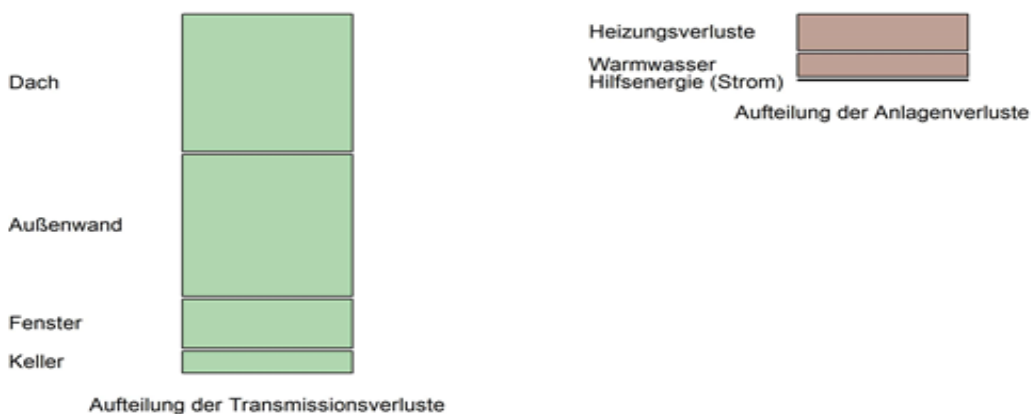 Dach
Außenwand
Fenster
Keller
Aufteilung der Transmissionsverluste
Heizungsverluste
Warmwasser
Hilfsenergie (Strom)
Aufteilung der Anlagenverluste